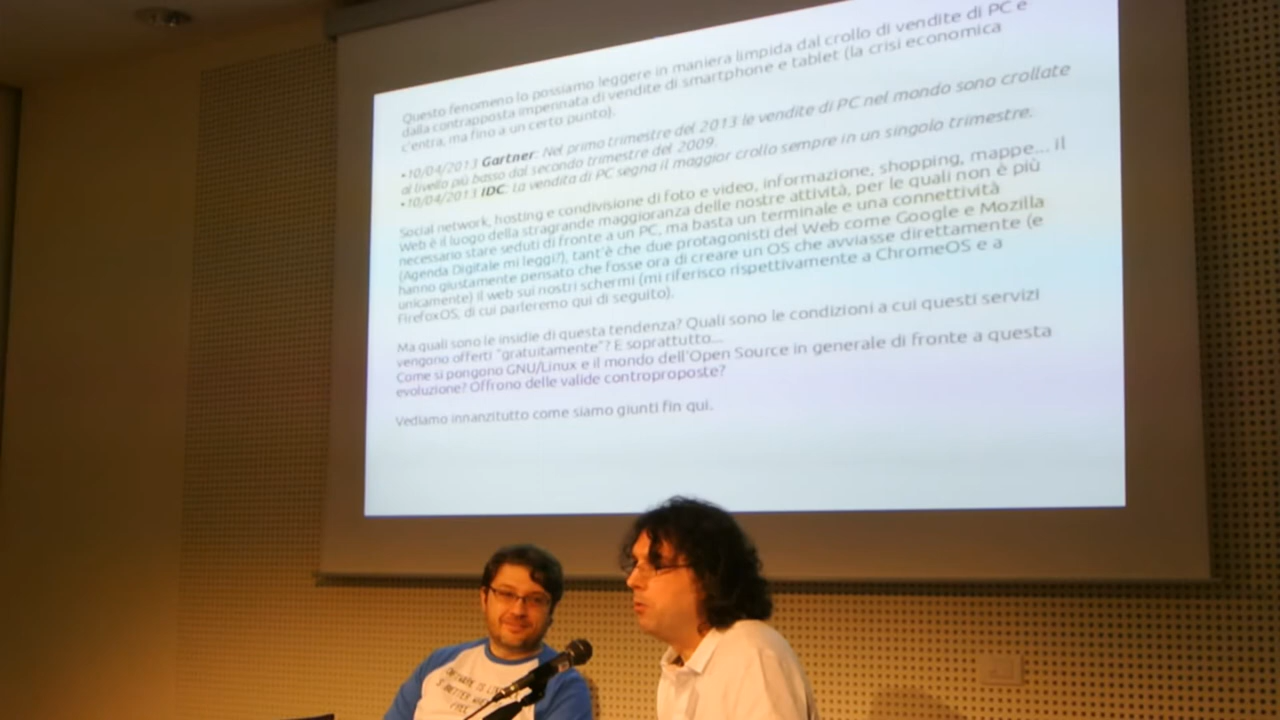 Questo fenomeno lo possiamo leggere in maniera limpida dal crollo di vendite di PC e
dalla contrapposta impennata di vendite di smartphone e tablet (la crisi economica
c'entra, ma fino a un certo punto).
•10/04/2013 Gartner: Nel primo trimestre del 2013 le vendite di PC nel mondo sono crollate
al livello più basso dal secondo trimestre del 2009.
•10/04/2013 IDC: La vendita di PC segna il maggior crollo sempre in un singolo trimestre.
Social network, hosting e condivisione di foto e video, informazione, shopping, mappe... il
Web è il luogo della stragrande maggioranza delle nostre attività, per le quali non è più
necessario stare seduti di fronte a un PC, ma basta un terminale e una connettività
(Agenda Digitale mi leggi?), tant'è che due protagonisti del Web come Google e Mozilla
hanno giustamente pensato che fosse ora di creare un OS che avviasse direttamente (e
unicamente) il web sui nostri schermi (mi riferisco rispettivamente a ChromeOS e a
FirefoxOS, di cui parleremo qui di seguito).
Ma quali sono le insidie di questa tendenza? Quali sono le condizioni a cui questi servizi
vengono offerti "gratuitamente"? E soprattutto...
Come si pongono GNU/Linux e il mondo dell'Open Source in generale di fronte a questa
evoluzione? Offrono delle valide controproposte?
Vediamo innanzitutto come siamo giunti fin qui.
SOFTWARE IS LIKE
S BETTER WHEN
FREE